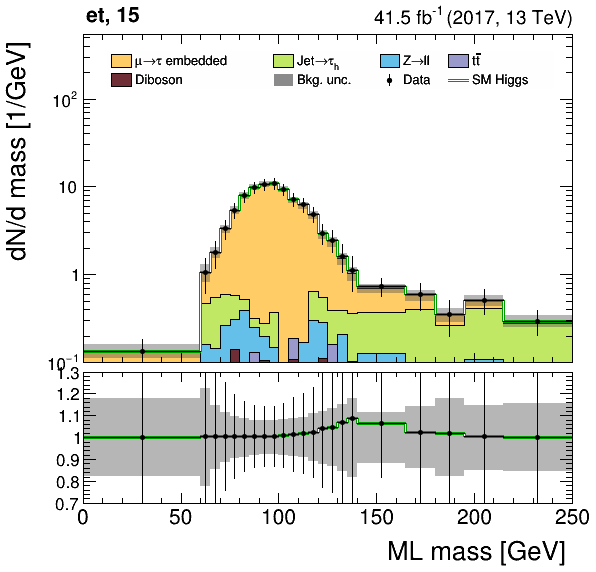 et, 15 41.5 fb⁻¹ (2017, 13 TeV)
dN/d mass [1/GeV]
μ→τ embedded Jet→τₕ Z→ll tt̄
Diboson Bkg. unc. Data SM Higgs
10²
10
1
10⁻¹
1.3
1.2
1.1
1
0.9
0.8
0.7
0 50 100 150 200 250
ML mass [GeV]